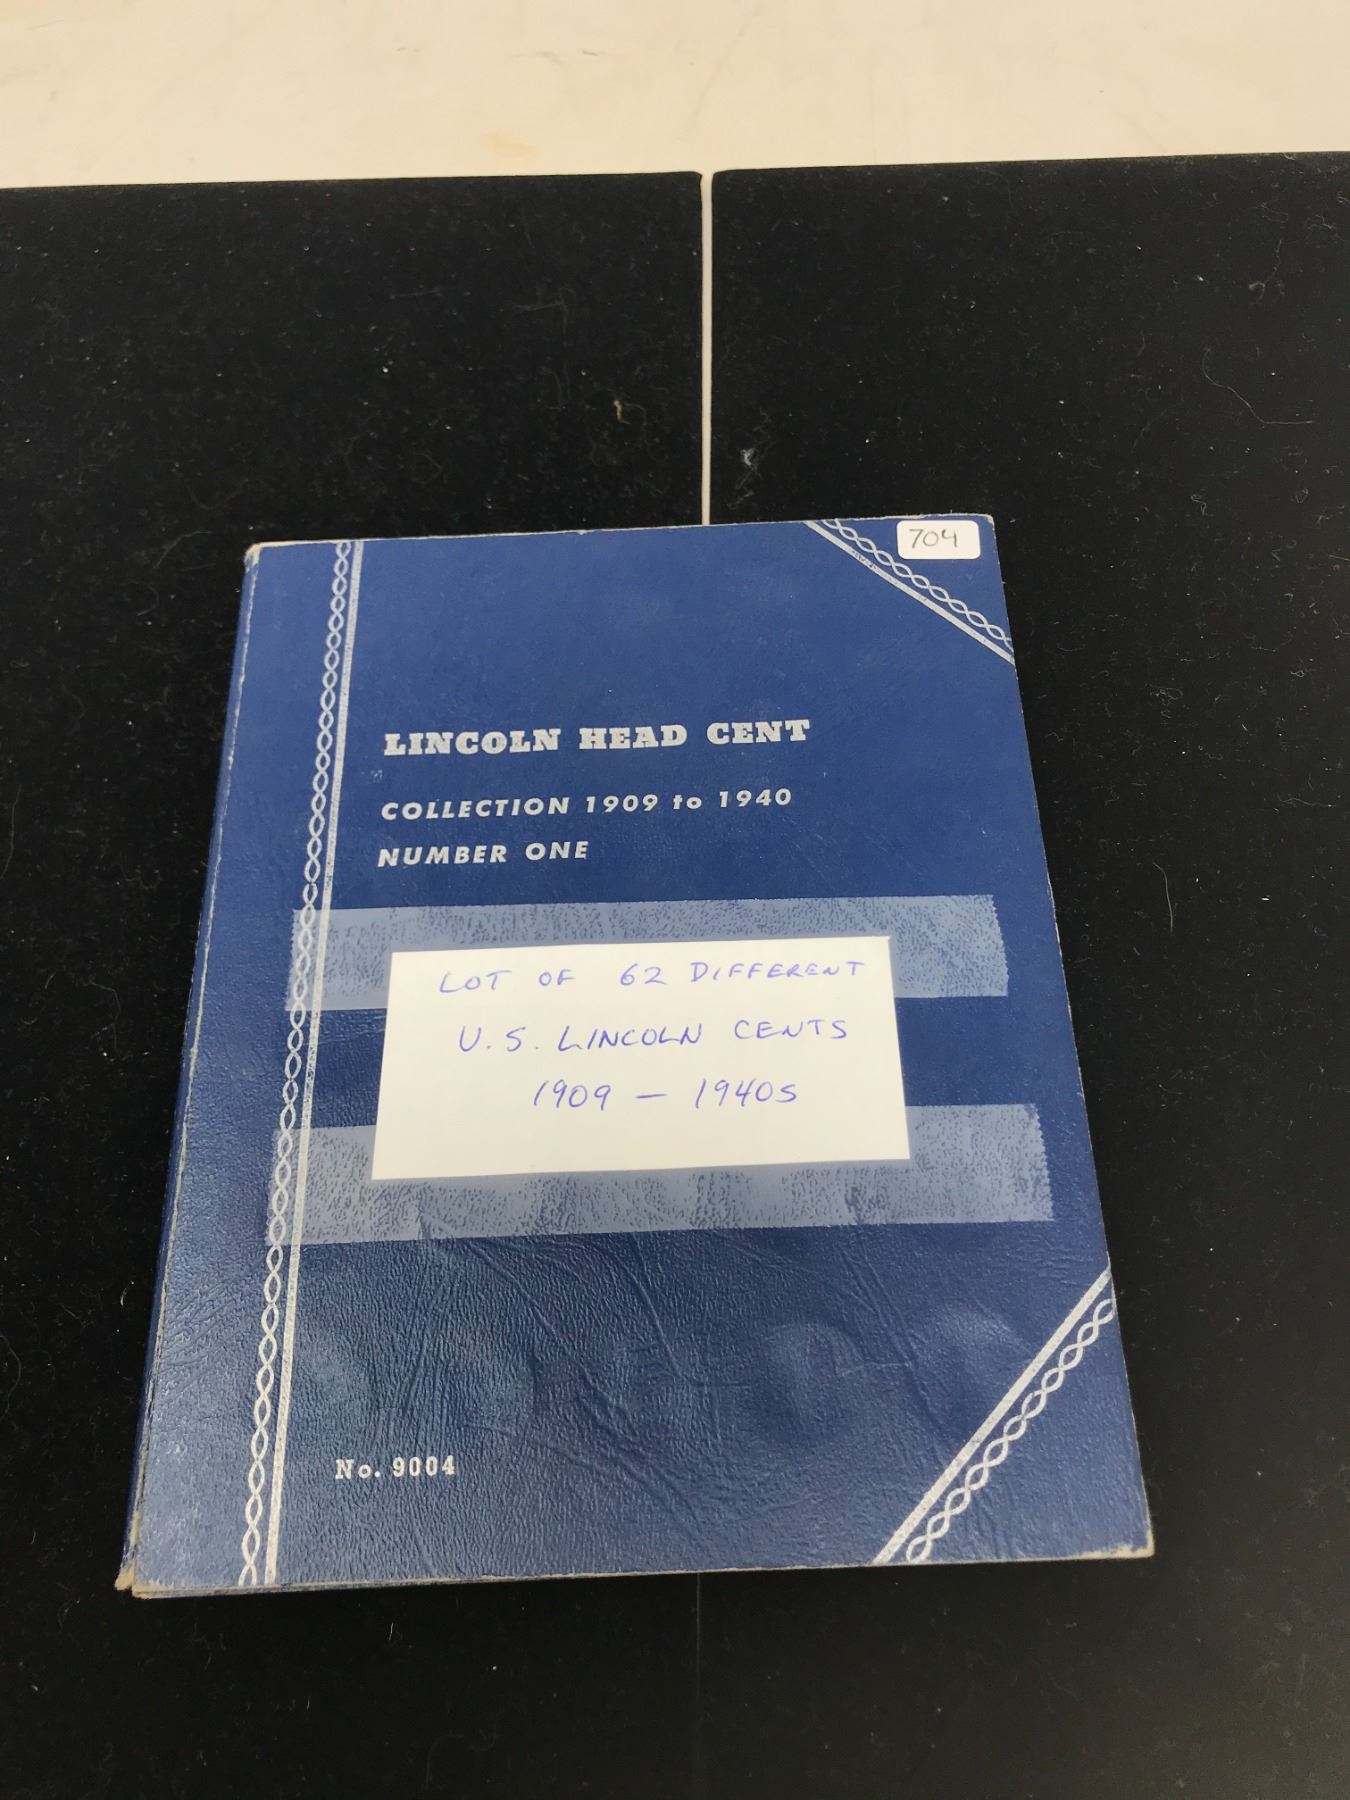 704
LINCOLN HEAD CENT
COLLECTION 1909 to 1940
NUMBER ONE
LOT OF 62 DIFFERENT
U.S. LINCOLN CENTS
1909 — 1940s
No. 9004